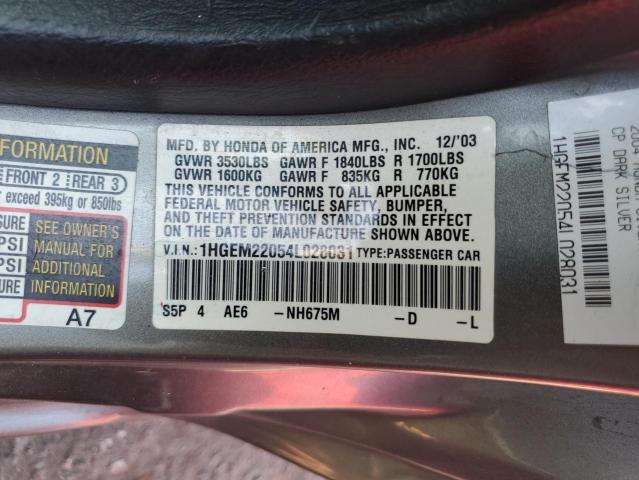 INFORMATION
FRONT 2 REAR 3
exceed 395kg or 850lbs
SURE
PSI
PSI
SURE
SEE OWNER'S
MANUAL FOR
ADDITIONAL
INFORMATION
A7
MFD. BY HONDA OF AMERICA MFG., INC. 12/'03
GVWR 3530LBS GAWR F 1840LBS R 1700LBS
GVWR 1600KG GAWR F 835KG R 770KG
THIS VEHICLE CONFORMS TO ALL APPLICABLE
FEDERAL MOTOR VEHICLE SAFETY, BUMPER,
AND THEFT PREVENTION STANDARDS IN EFFECT
ON THE DATE OF MANUFACTURE SHOWN ABOVE.
V.I.N.:1HGEM22054L028031 TYPE:PASSENGER CAR
S5P 4 AE6 -NH675M -D -L
CP DARK SILVER
1HGEM22054L028031